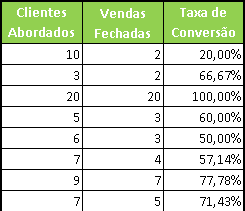 Clientes Abordados Vendas Fechadas Taxa de Conversão
10 2 20,00%
3 2 66,67%
20 20 100,00%
5 3 60,00%
6 3 50,00%
7 4 57,14%
9 7 77,78%
7 5 71,43%